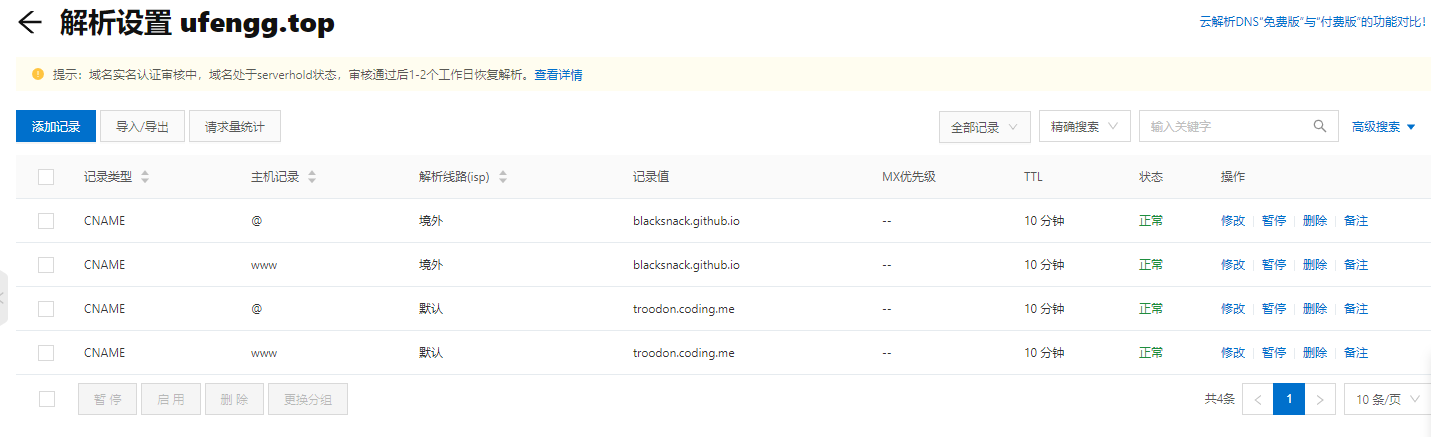 解析设置 ufengg.top
云解析DNS“免费版”与“付费版”的功能对比!
提示：域名实名认证审核中，域名处于serverhold状态，审核通过后1-2个工作日恢复解析。查看详情
添加记录 导入/导出 请求量统计 全部记录 精确搜索 输入关键字 高级搜索
记录类型 主机记录 解析线路(isp) 记录值 MX优先级 TTL 状态 操作
CNAME @ 境外 blacksnack.github.io -- 10 分钟 正常 修改 暂停 删除 备注
CNAME www 境外 blacksnack.github.io -- 10 分钟 正常 修改 暂停 删除 备注
CNAME @ 默认 troodon.coding.me -- 10 分钟 正常 修改 暂停 删除 备注
CNAME www 默认 troodon.coding.me -- 10 分钟 正常 修改 暂停 删除 备注
暂停 启用 删除 更换分组 共4条 < 1 > 10 条/页